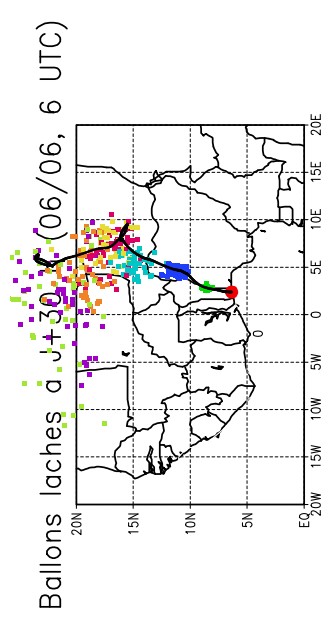 Ballons laches a J+30 (06/06, 6 UTC)
20N
15N
10N
5N
0
EQ
20W 15W 10W 5W 0 5E 10E 15E 20E